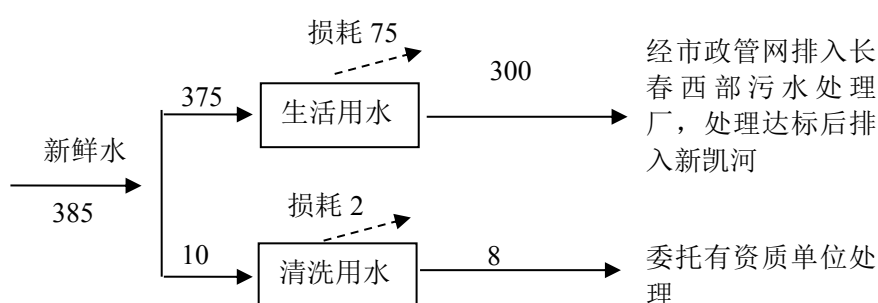 损耗 75
375
生活用水
300
经市政管网排入长
春西部污水处理
厂，处理达标后排
入新凯河
新鲜水
385
损耗 2
10
清洗用水
8
委托有资质单位处
理